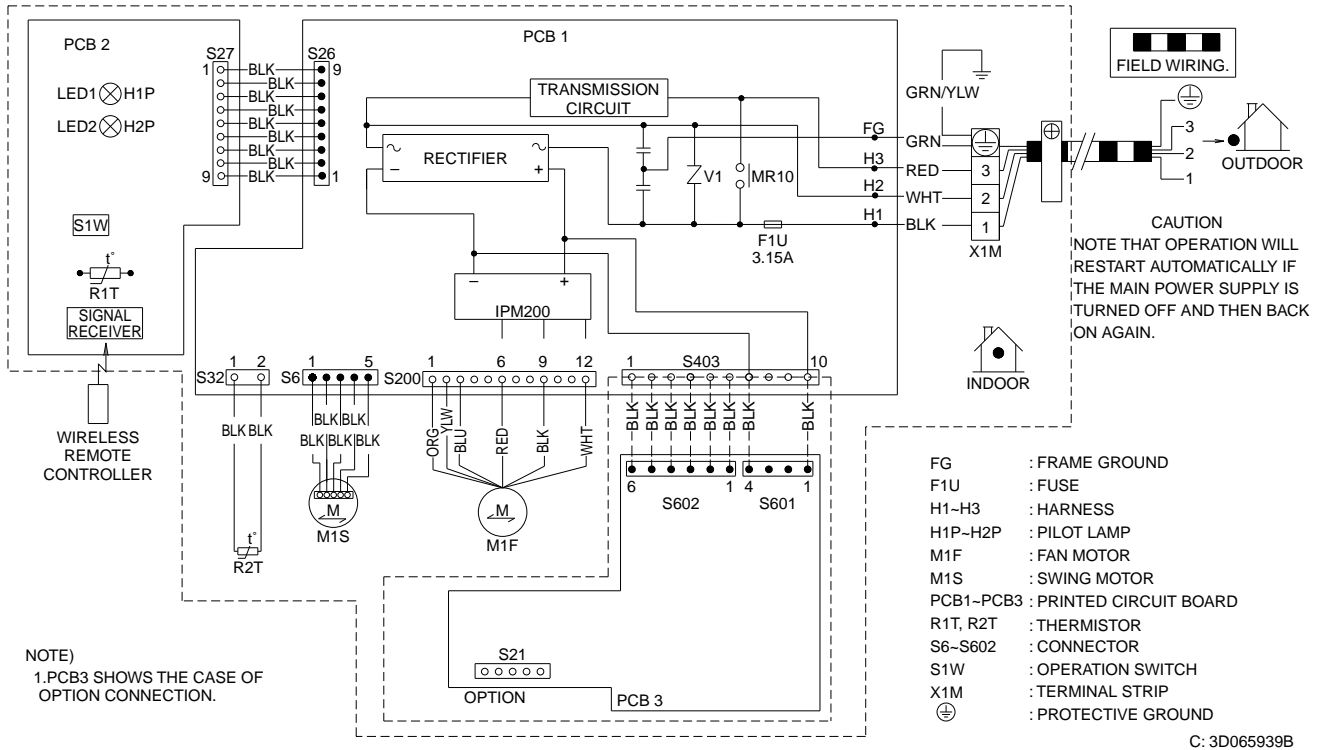 PCB 2
S27
S26
PCB 1
1
BLK
9
BLK
BLK
BLK
BLK
BLK
BLK
BLK
9
BLK
1
LED1 H1P
LED2 H2P
S1W
t°
R1T
SIGNAL
RECEIVER
WIRELESS
REMOTE
CONTROLLER
TRANSMISSION
CIRCUIT
RECTIFIER
~
~
−
+
V1
MR10
F1U
3.15A
FG
H3
H2
H1
GRN/YLW
GRN
RED
WHT
BLK
3
2
1
X1M
FIELD WIRING.
3
2
1
OUTDOOR
CAUTION
NOTE THAT OPERATION WILL
RESTART AUTOMATICALLY IF
THE MAIN POWER SUPPLY IS
TURNED OFF AND THEN BACK
ON AGAIN.
INDOOR
− +
IPM200
S32
1 2
S6
1 5
S200
1 6 9 12
1 S403 10
BLK BLK
BLK BLK
BLK BLK BLK
ORG
YLW
BLU
RED
BLK
WHT
BLK
BLK
BLK
BLK
BLK
BLK
BLK
BLK
M
M1S
M
M1F
t°
R2T
6 1
S602
4 1
S601
S21
OPTION
PCB 3
NOTE)
1.PCB3 SHOWS THE CASE OF
OPTION CONNECTION.
FG : FRAME GROUND
F1U : FUSE
H1~H3 : HARNESS
H1P~H2P : PILOT LAMP
M1F : FAN MOTOR
M1S : SWING MOTOR
PCB1~PCB3 : PRINTED CIRCUIT BOARD
R1T, R2T : THERMISTOR
S6~S602 : CONNECTOR
S1W : OPERATION SWITCH
X1M : TERMINAL STRIP
: PROTECTIVE GROUND
C: 3D065939B